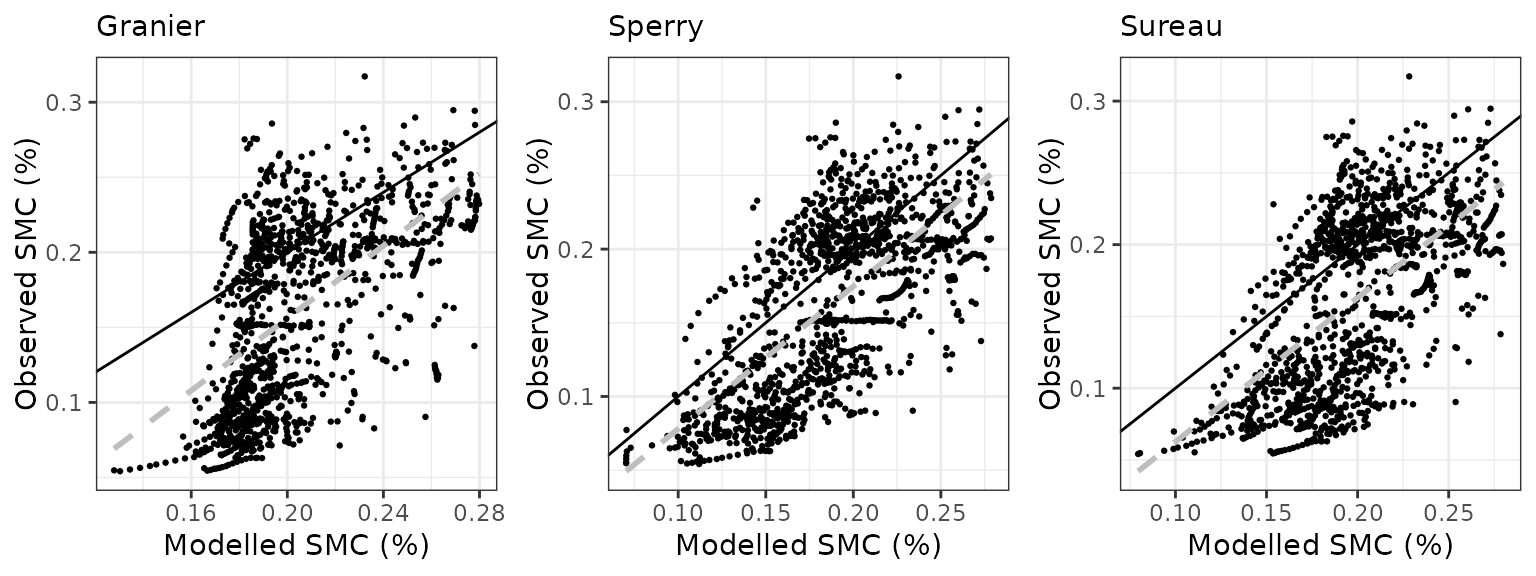 Granier
Sperry
Sureau
Observed SMC (%)
0.3
0.2
0.1
0.16 0.20 0.24 0.28
Modelled SMC (%)
Observed SMC (%)
0.3
0.2
0.1
0.10 0.15 0.20 0.25
Modelled SMC (%)
Observed SMC (%)
0.3
0.2
0.1
0.10 0.15 0.20 0.25
Modelled SMC (%)